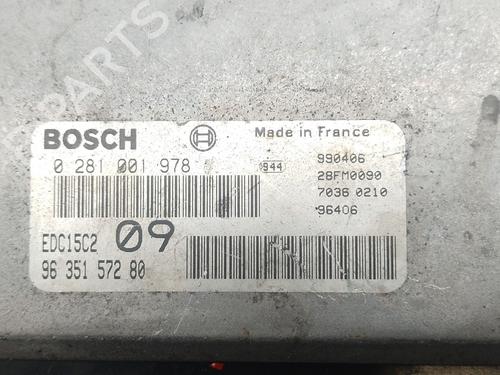 PARTS
BOSCH
Made in France
0 281 001 978
944
990406
28FM0090
7036 0210
96406
EDC15C2 09
96 351 572 80